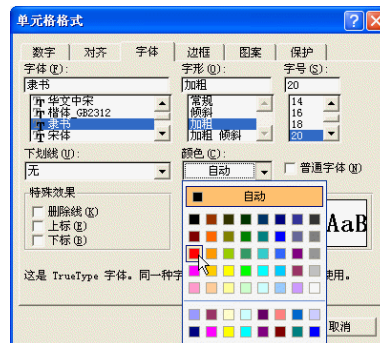 单元格格式
数字 对齐 字体 边框 图案 保护
字体(F): 字形(O): 字号(S):
隶书 加粗 20
华文中宋 常规 14
楷体_GB2312 倾斜 16
隶书 加粗 18
宋体 加粗 倾斜 20
下划线(U): 颜色(C):
无 自动 普通字体(N)
特殊效果 自动
删除线(K)
上标(E) AaB
下标(B)
这是 TrueType 字体。同一种字 使用。
取消